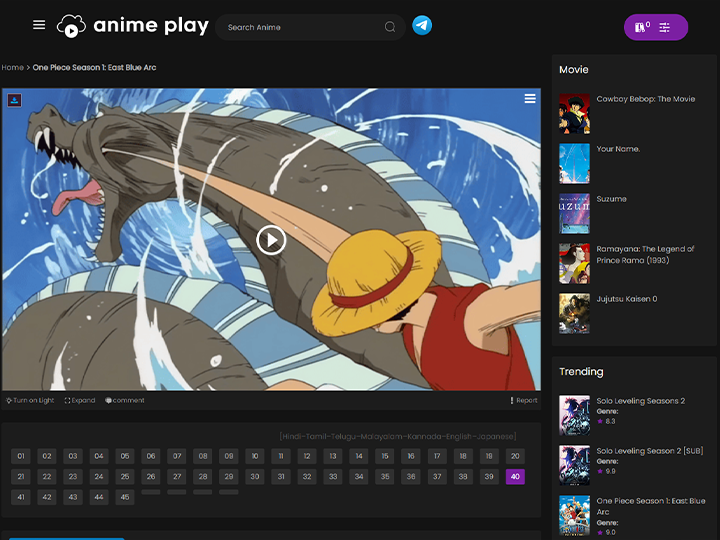 anime play
Search Anime
0
Home > One Piece Season 1: East Blue Arc
Turn on Light
Expand
comment
Report
[Hindi-Tamil-Telugu-Malayalam-Kannada-English-Japanese]
01 02 03 04 05 06 07 08 09 10 11 12 13 14 15 16 17 18 19 20
21 22 23 24 25 26 27 28 29 30 31 32 33 34 35 36 37 38 39 40
41 42 43 44 45
Movie
Cowboy Bebop: The Movie
Your Name.
Suzume
Ramayana: The Legend of
Prince Rama (1993)
Jujutsu Kaisen 0
Trending
Solo Leveling Seasons 2
Genre:
8.3
Solo Leveling Season 2 [SUB]
Genre:
9.9
One Piece Season 1: East Blue
Arc
Genre:
9.0